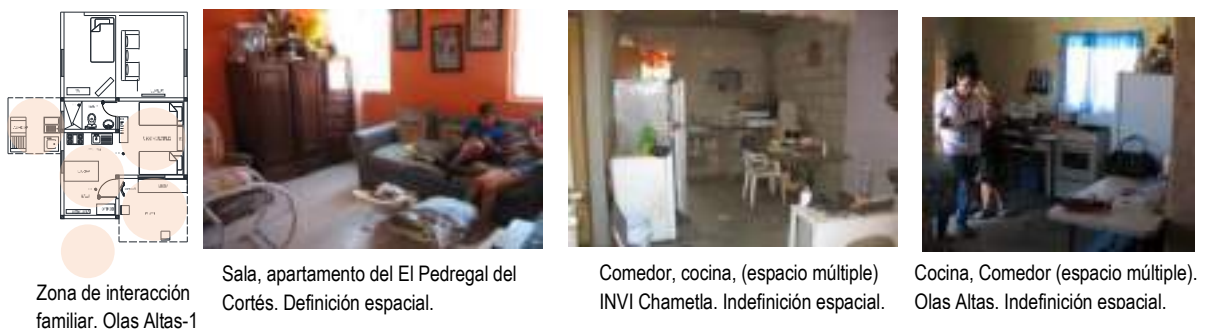 Zona de interacción
familiar. Olas Altas-1
Sala, apartamento del El Pedregal del
Cortés. Definición espacial.
Comedor, cocina, (espacio múltiple)
INVI Chametla. Indefinición espacial.
Cocina, Comedor (espacio múltiple).
Olas Altas. Indefinición espacial.